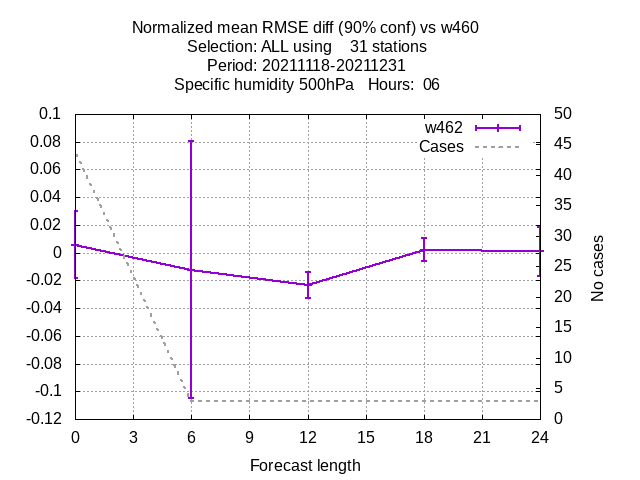 Normalized mean RMSE diff (90% conf) vs w460
Selection: ALL using    31 stations
Period: 20211118-20211231
Specific humidity 500hPa   Hours:  06
0.1
0.08
0.06
0.04
0.02
0
-0.02
-0.04
-0.06
-0.08
-0.1
-0.12
w462
Cases
50
45
40
35
30
25
20
15
10
5
0
No cases
0 3 6 9 12 15 18 21 24
Forecast length